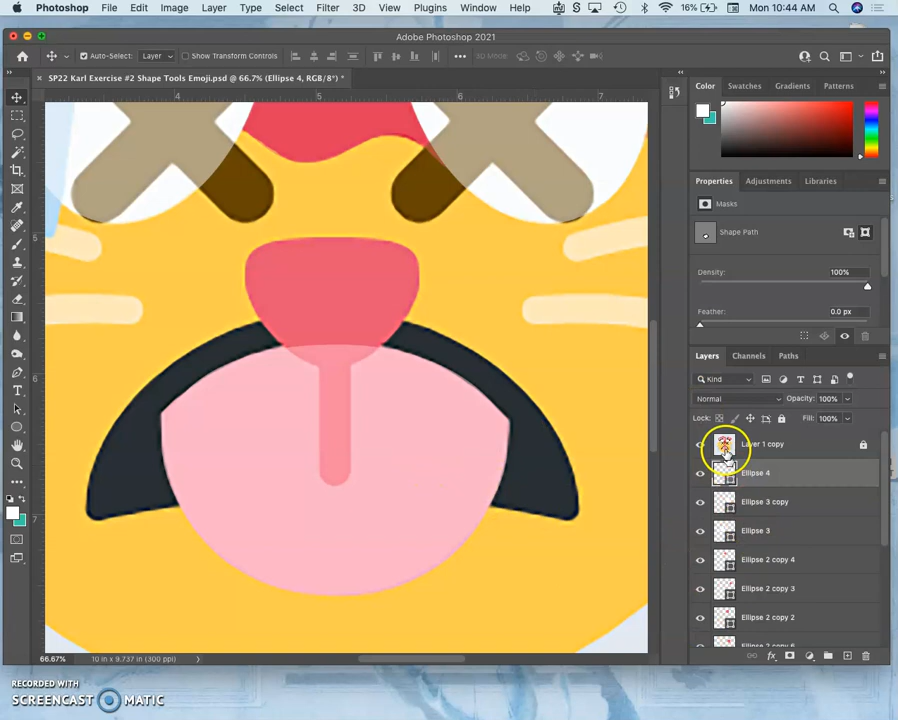 Photoshop File Edit Image Layer Type Select Filter 3D View Plugins Window Help 16% Mon 10:44 AM
Adobe Photoshop 2021
Auto-Select: Layer Show Transform Controls 3D Mode:
SP22 Karl Exercise #2 Shape Tools Emoji.psd @ 66.7% (Ellipse 4, RGB/8*) *
4 5 6 7
5
6
7
Color Swatches Gradients Patterns
Properties Adjustments Libraries
Masks
Shape Path
Density: 100%
Feather: 0.0 px
Layers Channels Paths
Kind
Normal Opacity: 100%
Lock: Fill: 100%
Layer 1 copy
Ellipse 4
Ellipse 3 copy
Ellipse 3
Ellipse 2 copy 4
Ellipse 2 copy 3
Ellipse 2 copy 2
66.67% 10 in x 9.737 in (300 ppi)
RECORDED WITH
SCREENCAST MATIC